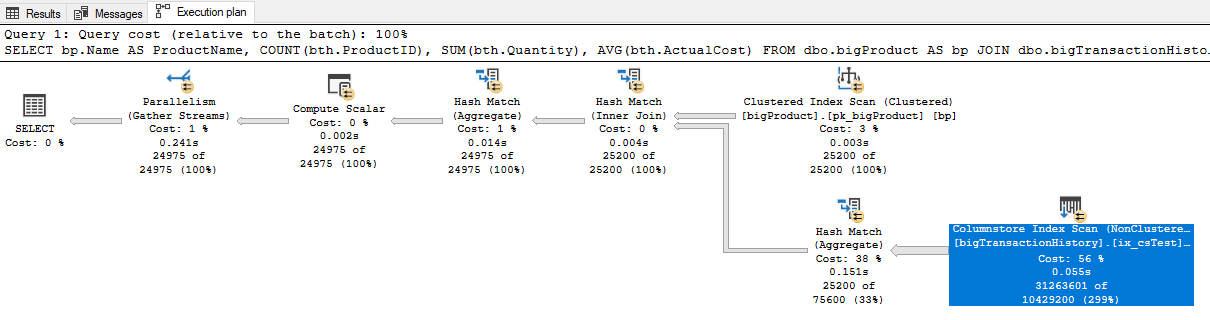 Results Messages Execution plan
Query 1: Query cost (relative to the batch): 100%
SELECT bp.Name AS ProductName, COUNT(bth.ProductID), SUM(bth.Quantity), AVG(bth.ActualCost) FROM dbo.bigProduct AS bp JOIN dbo.bigTransactionHisto…
SELECT
Cost: 0 %
Parallelism
(Gather Streams)
Cost: 1 %
0.241s
24975 of
24975 (100%)
Compute Scalar
Cost: 0 %
0.002s
24975 of
24975 (100%)
Hash Match
(Aggregate)
Cost: 1 %
0.014s
24975 of
24975 (100%)
Hash Match
(Inner Join)
Cost: 0 %
0.004s
25200 of
25200 (100%)
Clustered Index Scan (Clustered)
[bigProduct].[pk_bigProduct] [bp]
Cost: 3 %
0.003s
25200 of
25200 (100%)
Hash Match
(Aggregate)
Cost: 38 %
0.151s
25200 of
75600 (33%)
Columnstore Index Scan (NonClustere…
[bigTransactionHistory].[ix_csTest]…
Cost: 56 %
0.055s
31263601 of
10429200 (299%)